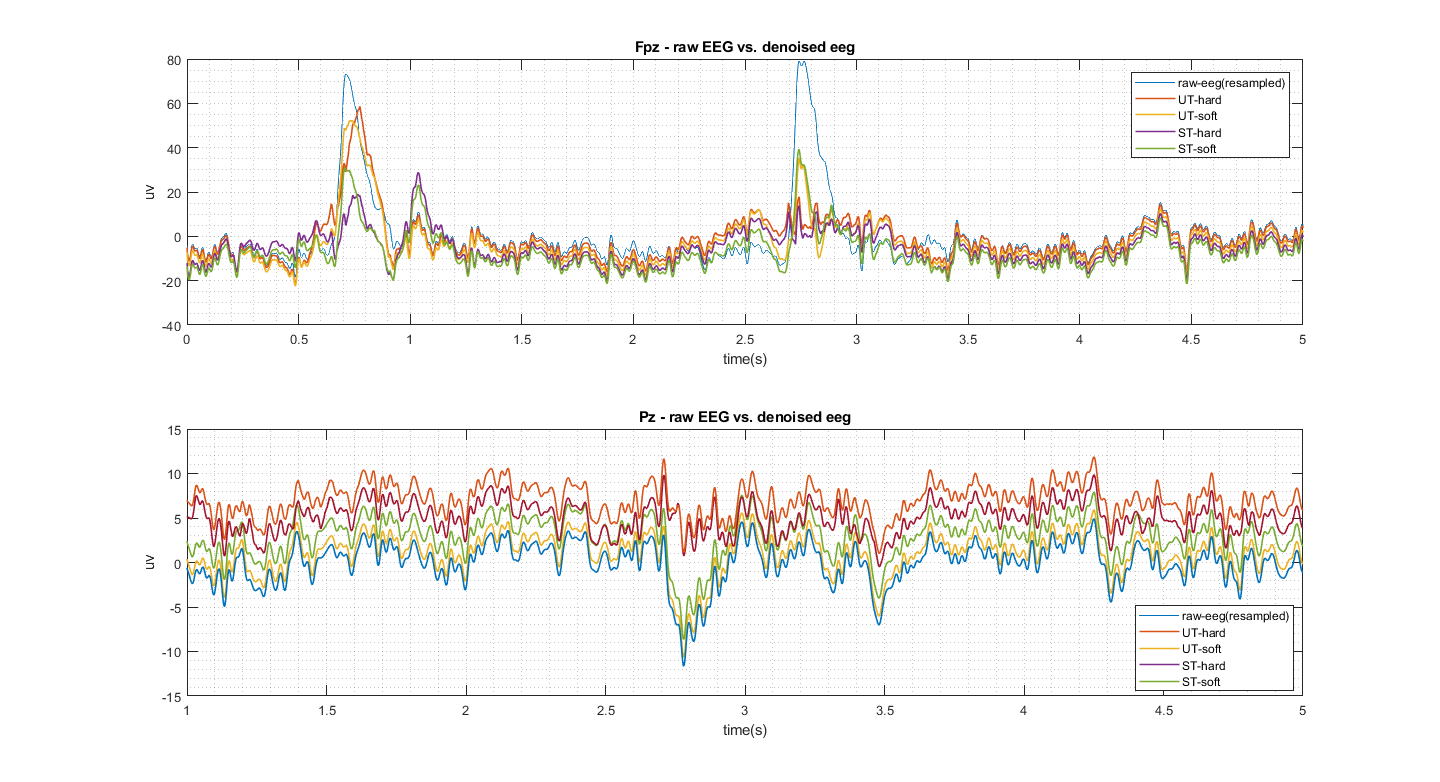 Fpz - raw EEG vs. denoised eeg
80
60
40
20
0
-20
-40
uv
raw-eeg(resampled)
UT-hard
UT-soft
ST-hard
ST-soft
0 0.5 1 1.5 2 2.5 3 3.5 4 4.5 5
time(s)
Pz - raw EEG vs. denoised eeg
15
10
5
0
-5
-10
-15
uv
raw-eeg(resampled)
UT-hard
UT-soft
ST-hard
ST-soft
1 1.5 2 2.5 3 3.5 4 4.5 5
time(s)